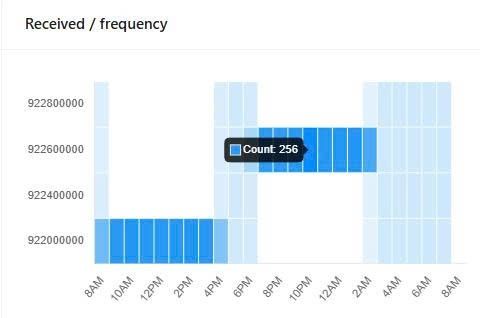 Received / frequency
922800000
922600000
Count: 256
922400000
922000000
8AM
10AM
12PM
2PM
4PM
6PM
8PM
10PM
12AM
2AM
4AM
6AM
8AM